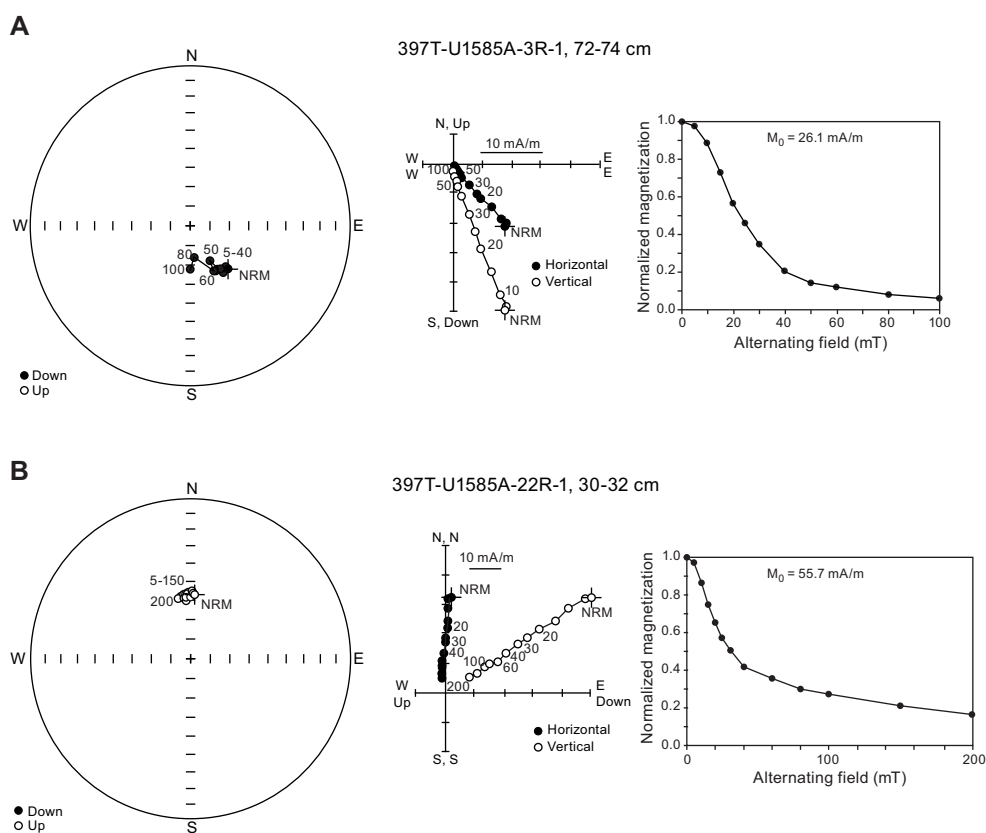 A
397T-U1585A-3R-1, 72-74 cm
N
W
E
S
80
50
5-40
100
60
NRM
Down
Up
N, Up
10 mA/m
W
W
E
E
100
50
50
30
20
30
20
10
NRM
NRM
S, Down
Horizontal
Vertical
Normalized magnetization
1.0
0.8
0.6
0.4
0.2
0.0
M0 = 26.1 mA/m
0 20 40 60 80 100
Alternating field (mT)
B
397T-U1585A-22R-1, 30-32 cm
N
W
E
S
5-150
200
NRM
Down
Up
N, N
10 mA/m
NRM
NRM
20
30
40
200
20
30
40
60
100
W
Up
E
Down
S, S
Horizontal
Vertical
Normalized magnetization
1.0
0.8
0.6
0.4
0.2
0.0
M0 = 55.7 mA/m
0 100 200
Alternating field (mT)